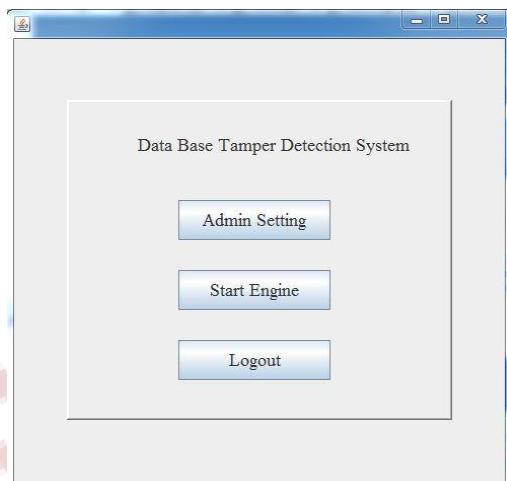 Data Base Tamper Detection System
Admin Setting
Start Engine
Logout